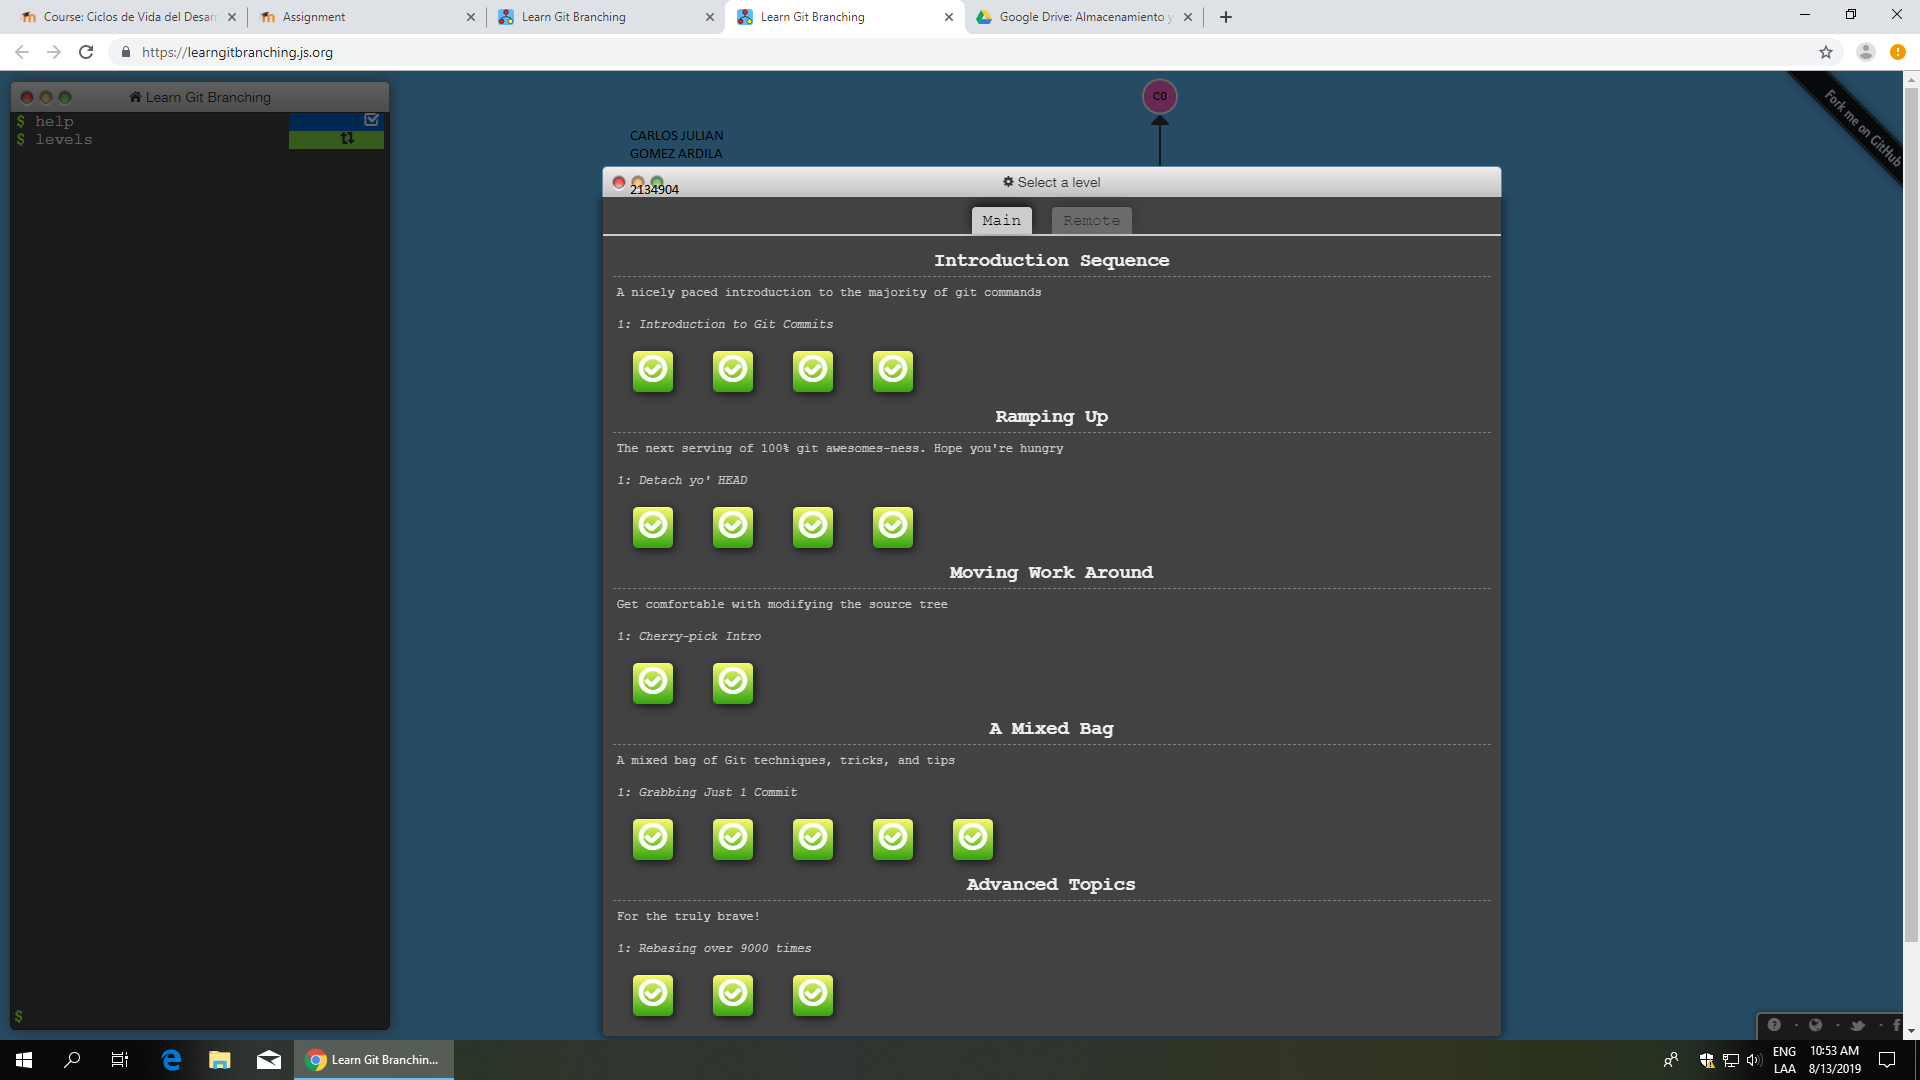 Course: Ciclos de Vida del Desarr
Assignment
Learn Git Branching
Learn Git Branching
Google Drive: Almacenamiento y
https://learngitbranching.js.org
Learn Git Branching
$ help
$ levels
$
C0
Fork me on GitHub
CARLOS JULIAN
GOMEZ ARDILA
2134904
Select a level
Main
Remote
Introduction Sequence
A nicely paced introduction to the majority of git commands
1: Introduction to Git Commits
Ramping Up
The next serving of 100% git awesomes-ness. Hope you're hungry
1: Detach yo' HEAD
Moving Work Around
Get comfortable with modifying the source tree
1: Cherry-pick Intro
A Mixed Bag
A mixed bag of Git techniques, tricks, and tips
1: Grabbing Just 1 Commit
Advanced Topics
For the truly brave!
1: Rebasing over 9000 times
Learn Git Branchin...
ENG
LAA
10:53 AM
8/13/2019